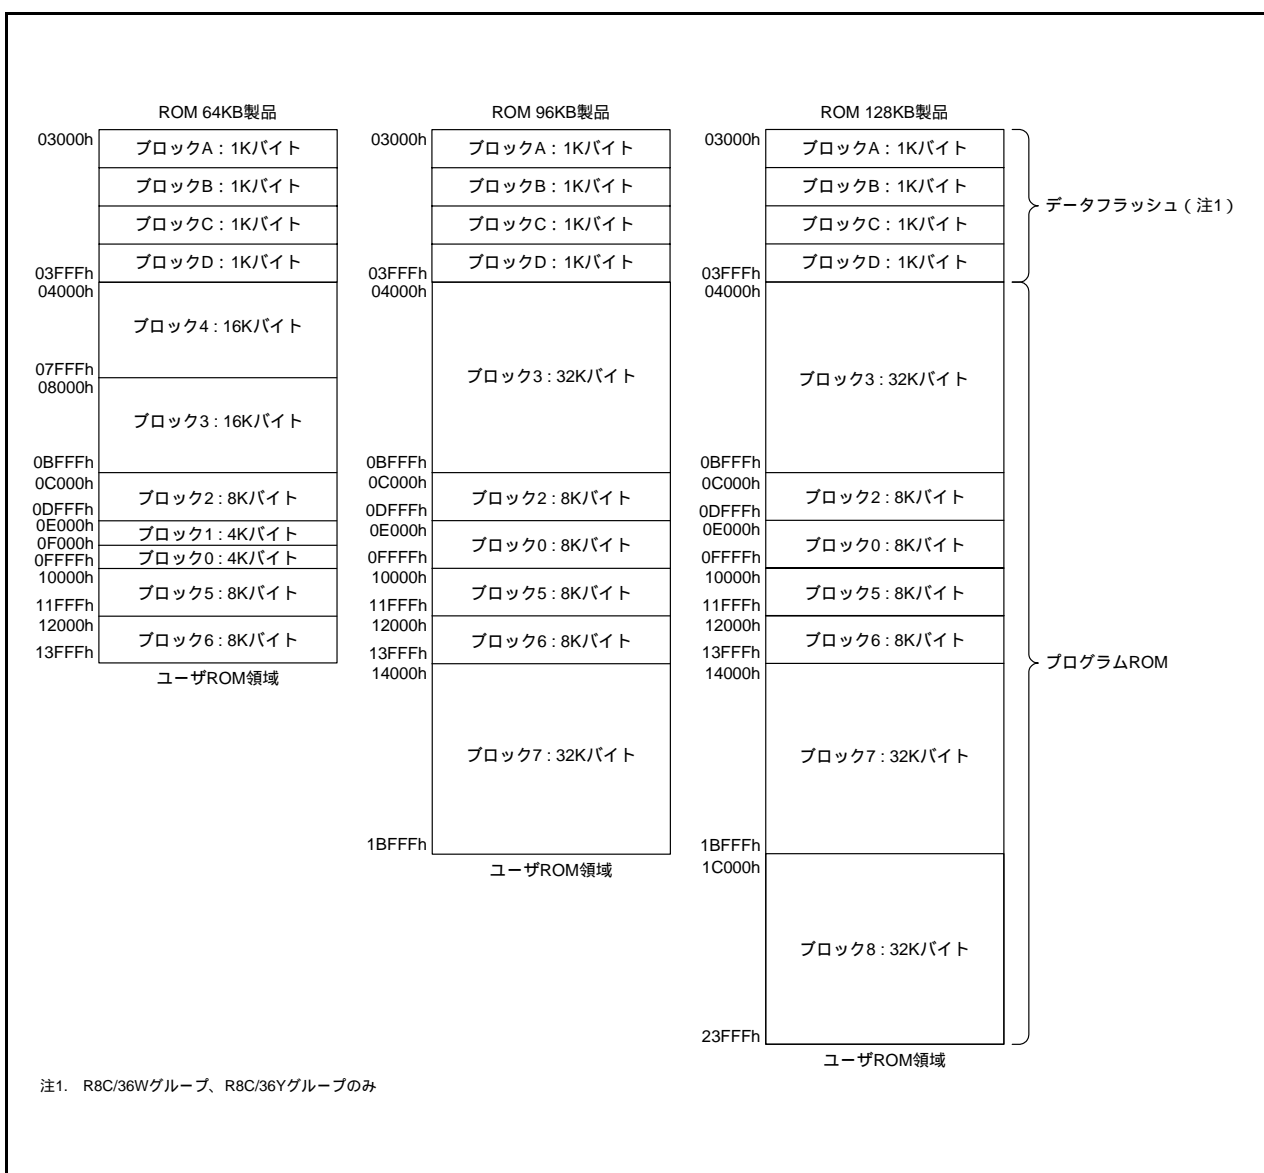 ROM 64KB製品
03000h
ブロックA : 1Kバイト
ブロックB : 1Kバイト
ブロックC : 1Kバイト
ブロックD : 1Kバイト
03FFFh
04000h
ブロック4 : 16Kバイト
07FFFh
08000h
ブロック3 : 16Kバイト
0BFFFh
0C000h
ブロック2 : 8Kバイト
0DFFFh
0E000h
ブロック1 : 4Kバイト
0F000h
ブロック0 : 4Kバイト
0FFFFh
10000h
ブロック5 : 8Kバイト
11FFFh
12000h
ブロック6 : 8Kバイト
13FFFh
ユーザROM領域
ROM 96KB製品
03000h
ブロックA : 1Kバイト
ブロックB : 1Kバイト
ブロックC : 1Kバイト
ブロックD : 1Kバイト
03FFFh
04000h
ブロック3 : 32Kバイト
0BFFFh
0C000h
ブロック2 : 8Kバイト
0DFFFh
0E000h
ブロック0 : 8Kバイト
0FFFFh
10000h
ブロック5 : 8Kバイト
11FFFh
12000h
ブロック6 : 8Kバイト
13FFFh
14000h
ブロック7 : 32Kバイト
1BFFFh
ユーザROM領域
ROM 128KB製品
03000h
ブロックA : 1Kバイト
ブロックB : 1Kバイト
ブロックC : 1Kバイト
ブロックD : 1Kバイト
03FFFh
04000h
ブロック3 : 32Kバイト
0BFFFh
0C000h
ブロック2 : 8Kバイト
0DFFFh
0E000h
ブロック0 : 8Kバイト
0FFFFh
10000h
ブロック5 : 8Kバイト
11FFFh
12000h
ブロック6 : 8Kバイト
13FFFh
14000h
ブロック7 : 32Kバイト
1BFFFh
1C000h
ブロック8 : 32Kバイト
23FFFh
ユーザROM領域
データフラッシュ（注1）
プログラムROM
注1. R8C/36Wグループ、R8C/36Yグループのみ